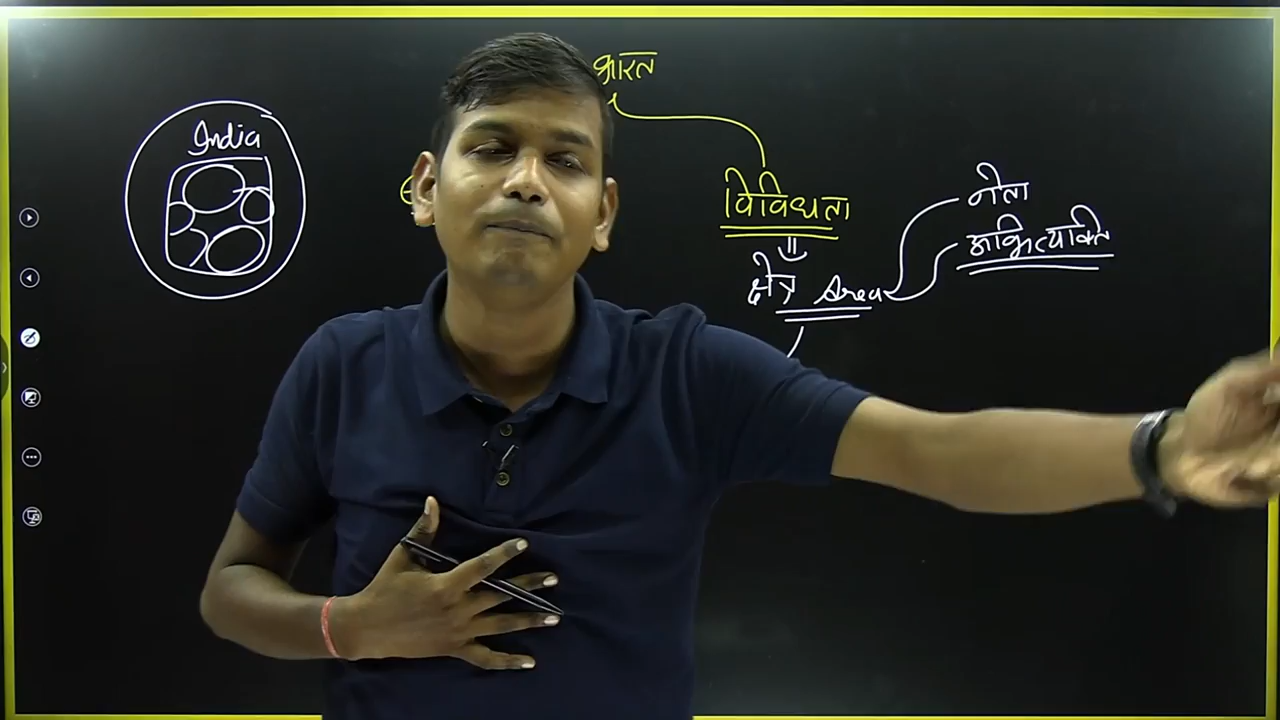 भारत
India
विविधता
नेता
अभिव्यक्ति
क्षेत्र Area